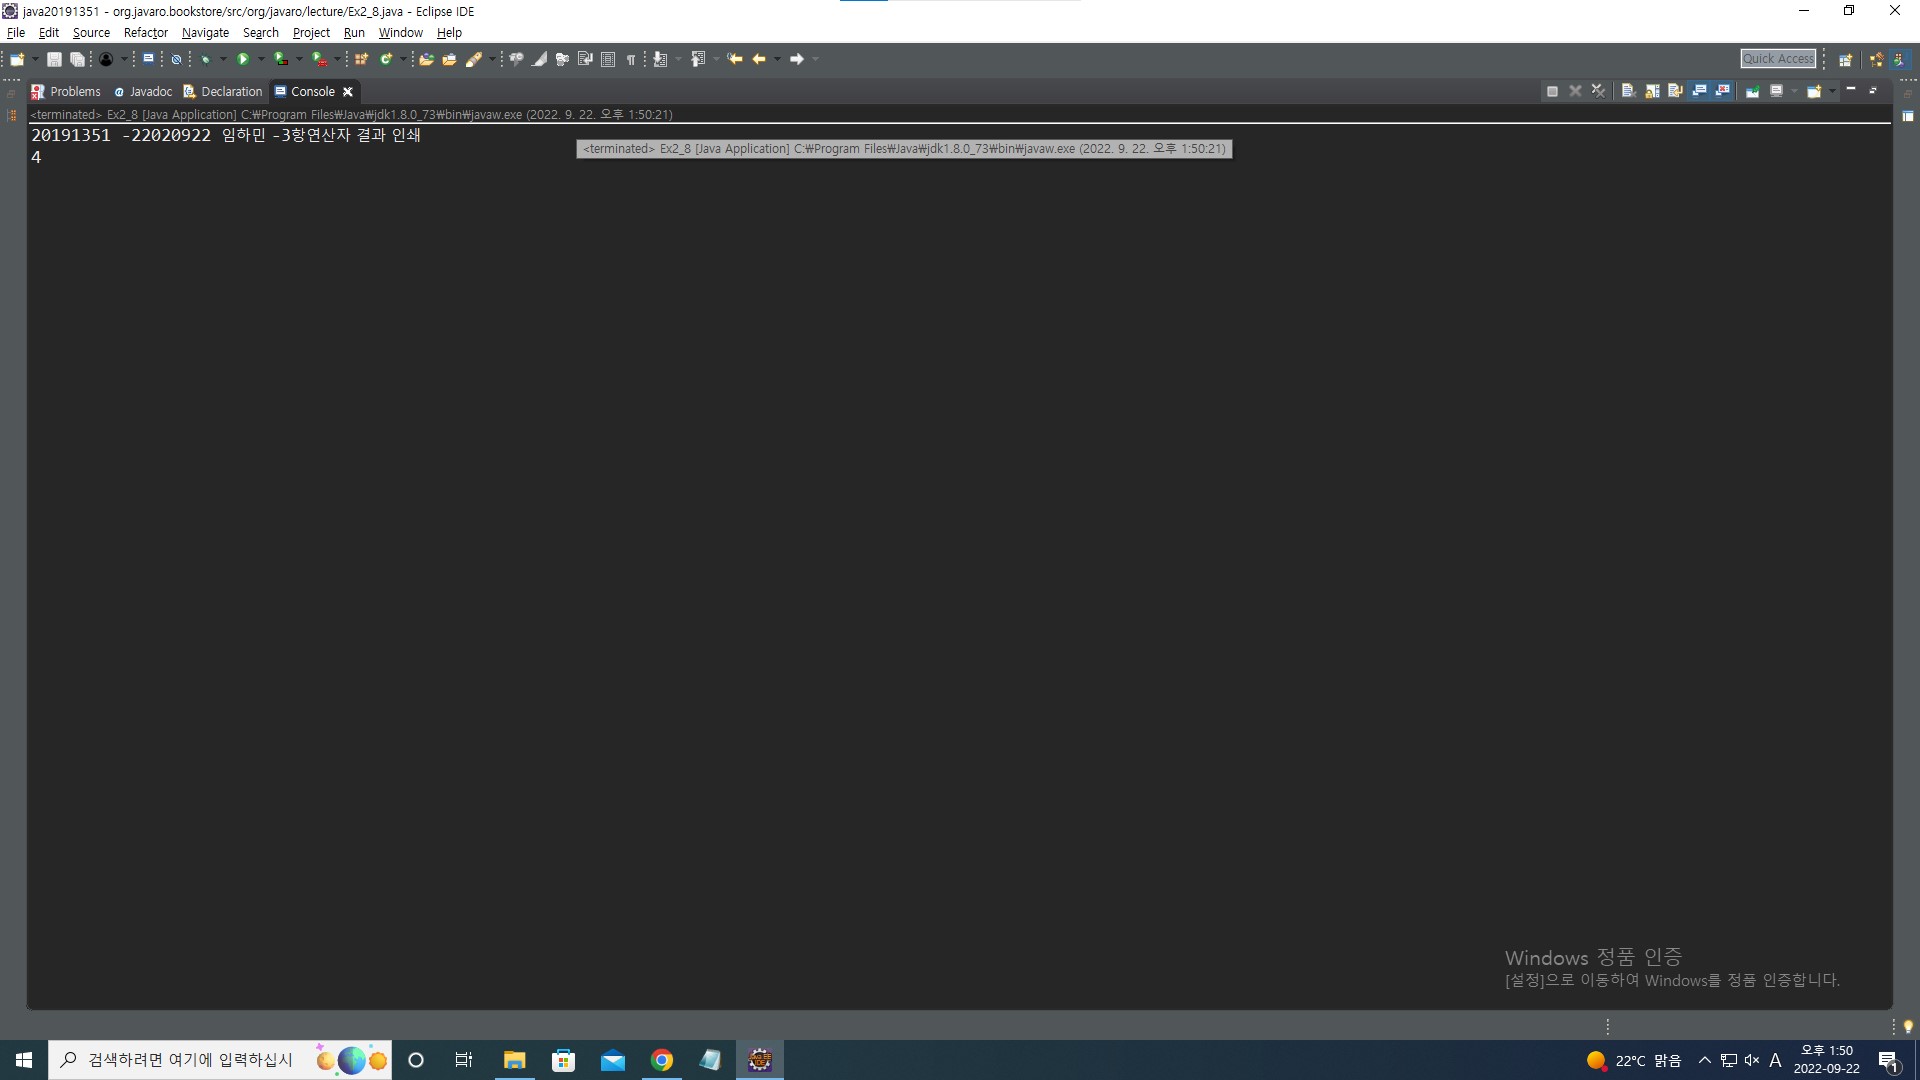 java20191351 - org.javaro.bookstore/src/org/javaro/lecture/Ex2_8.java - Eclipse IDE
File Edit Source Refactor Navigate Search Project Run Window Help
Quick Access
Problems Javadoc Declaration Console
<terminated> Ex2_8 [Java Application] C:₩Program Files₩Java₩jdk1.8.0_73₩bin₩javaw.exe (2022. 9. 22. 오후 1:50:21)
20191351 -22020922 임하민 -3항연산자 결과 인쇄
<terminated> Ex2_8 [Java Application] C:₩Program Files₩Java₩jdk1.8.0_73₩bin₩javaw.exe (2022. 9. 22. 오후 1:50:21)
4
Windows 정품 인증
[설정]으로 이동하여 Windows를 정품 인증합니다.
검색하려면 여기에 입력하십시
22°C 맑음
A
오후 1:50
2022-09-22
1